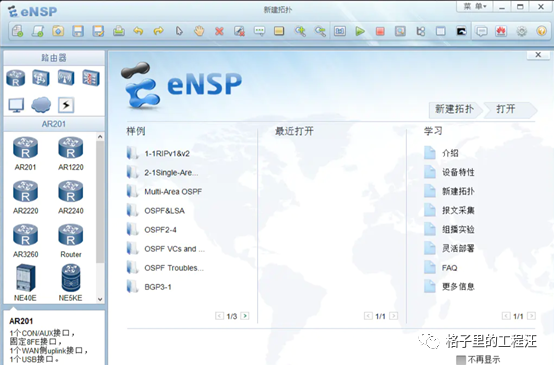 eNSP
新建拓扑
菜 单
路由器
AR201
AR201
AR1220
AR2220
AR2240
AR3260
Router
NE40E
NE5KE
AR201
1个CON/AUX接口，
固定8FE接口，
1个WAN侧uplink接口，
1个USB接口。
eNSP
新建拓扑
打开
样例
1-1RIPv1&v2
2-1Single-Are...
Multi-Area OSPF
OSPF&LSA
OSPF2-4
OSPF VCs and ...
OSPF Troubles...
BGP3-1
1/3
最近打开
1/1
学习
介绍
设备特性
新建拓扑
报文采集
组播实验
灵活部署
FAQ
更多信息
1/1
格子里的工程汪
不再显示